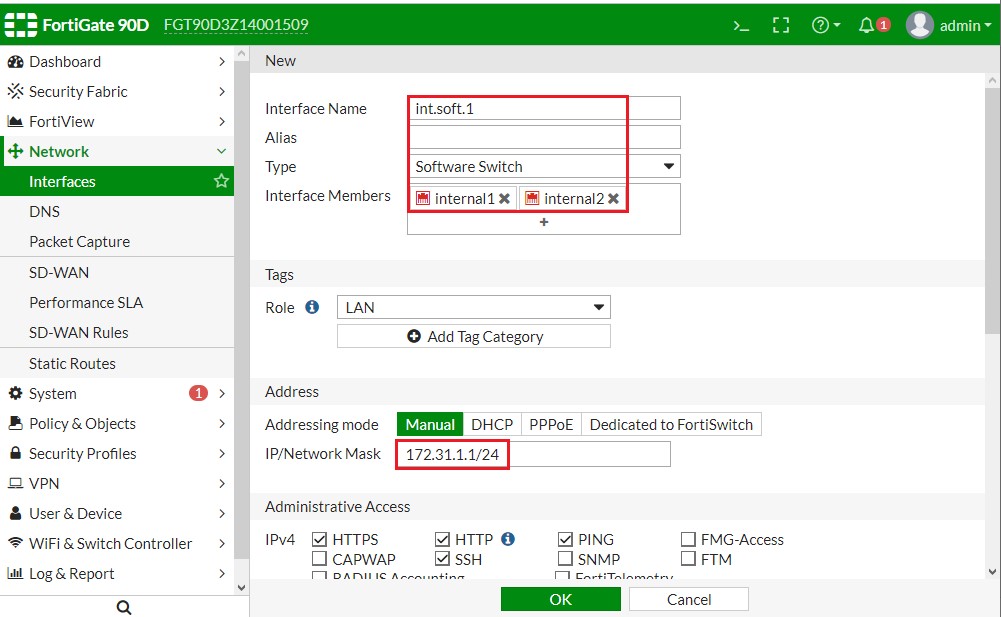 FortiGate 90D FGT90D3Z14001509 >_ 1 admin
Dashboard
Security Fabric
FortiView
Network
Interfaces
DNS
Packet Capture
SD-WAN
Performance SLA
SD-WAN Rules
Static Routes
System 1
Policy & Objects
Security Profiles
VPN
User & Device
WiFi & Switch Controller
Log & Report
New
Interface Name int.soft.1
Alias
Type Software Switch
Interface Members internal1 internal2
+
Tags
Role LAN
Add Tag Category
Address
Addressing mode Manual DHCP PPPoE Dedicated to FortiSwitch
IP/Network Mask 172.31.1.1/24
Administrative Access
IPv4 HTTPS HTTP PING FMG-Access
CAPWAP SSH SNMP FTM
RADIUS Accounting FortiTelemetry
OK Cancel